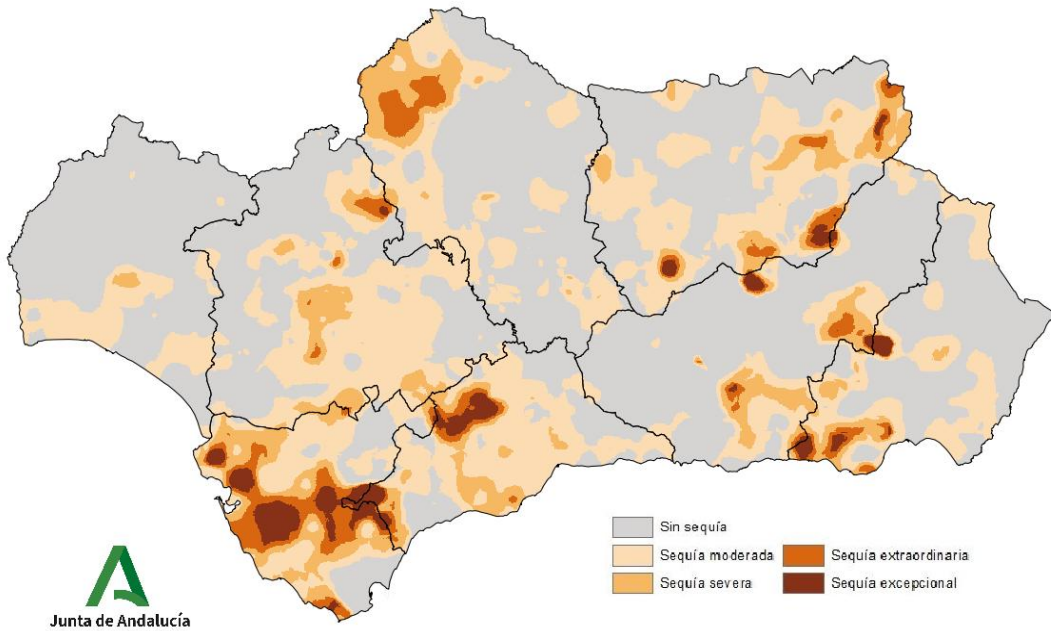 Sin sequía
Sequía moderada
Sequía extraordinaria
Sequía severa
Sequía excepcional
Junta de Andalucía